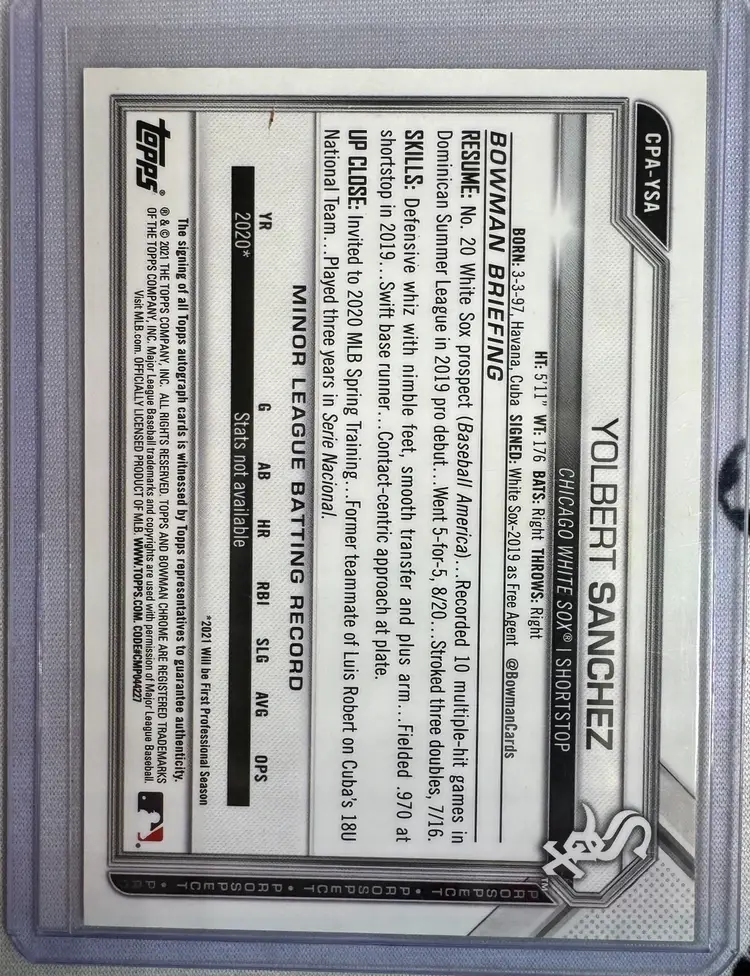 CPA-YSA
YOLBERT SANCHEZ
CHICAGO WHITE SOX® | SHORTSTOP
HT: 5'11" WT: 176 BATS: Right THROWS: Right
BORN: 3-3-97, Havana, Cuba SIGNED: White Sox-2019 as Free Agent @BowmanCards
BOWMAN BRIEFING
RESUME: No. 20 White Sox prospect (Baseball America)...Recorded 10 multiple-hit games in
Dominican Summer League in 2019 pro debut...Went 5-for-5, 8/20...Stroked three doubles, 7/16.
SKILLS: Defensive whiz with nimble feet, smooth transfer and plus arm...Fielded .970 at
shortstop in 2019...Swift base runner...Contact-centric approach at plate.
UP CLOSE: Invited to 2020 MLB Spring Training...Former teammate of Luis Robert on Cuba's 18U
National Team...Played three years in Serie Nacional.
MINOR LEAGUE BATTING RECORD
YR G AB HR RBI SLG AVG OPS
2020* Stats not available
*2021 Will be First Professional Season
The signing of all Topps autograph cards is witnessed by Topps representatives to guarantee authenticity.
topps® ® & © 2021 THE TOPPS COMPANY, INC. ALL RIGHTS RESERVED. TOPPS AND BOWMAN CHROME ARE REGISTERED TRADEMARKS
OF THE TOPPS COMPANY, INC. Major League Baseball trademarks and copyrights are used with permission of Major League Baseball.
Visit MLB.com. OFFICIALLY LICENSED PRODUCT OF MLB. WWW.TOPPS.COM. CODE#CMP044227
SOX™
PROSPECT • PROSPECT • PROSPECT • PROSPECT • PR